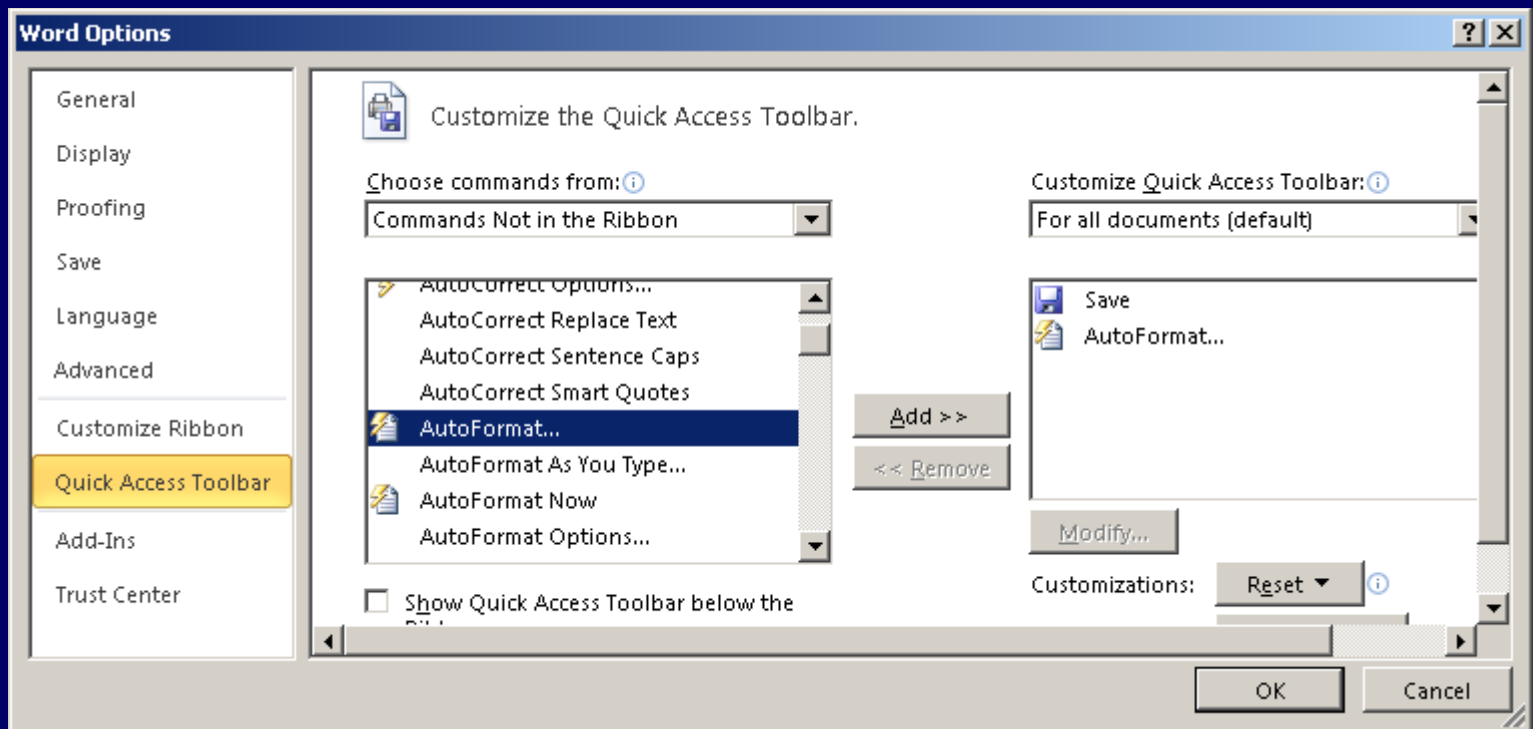 Word Options
General
Display
Proofing
Save
Language
Advanced
Customize Ribbon
Quick Access Toolbar
Add-Ins
Trust Center
Customize the Quick Access Toolbar.
Choose commands from:
Commands Not in the Ribbon
AutoCorrect Options...
AutoCorrect Replace Text
AutoCorrect Sentence Caps
AutoCorrect Smart Quotes
AutoFormat...
AutoFormat As You Type...
AutoFormat Now
AutoFormat Options...
Show Quick Access Toolbar below the
Add >>
<< Remove
Customize Quick Access Toolbar:
For all documents (default)
Save
AutoFormat...
Modify...
Customizations: Reset
OK Cancel